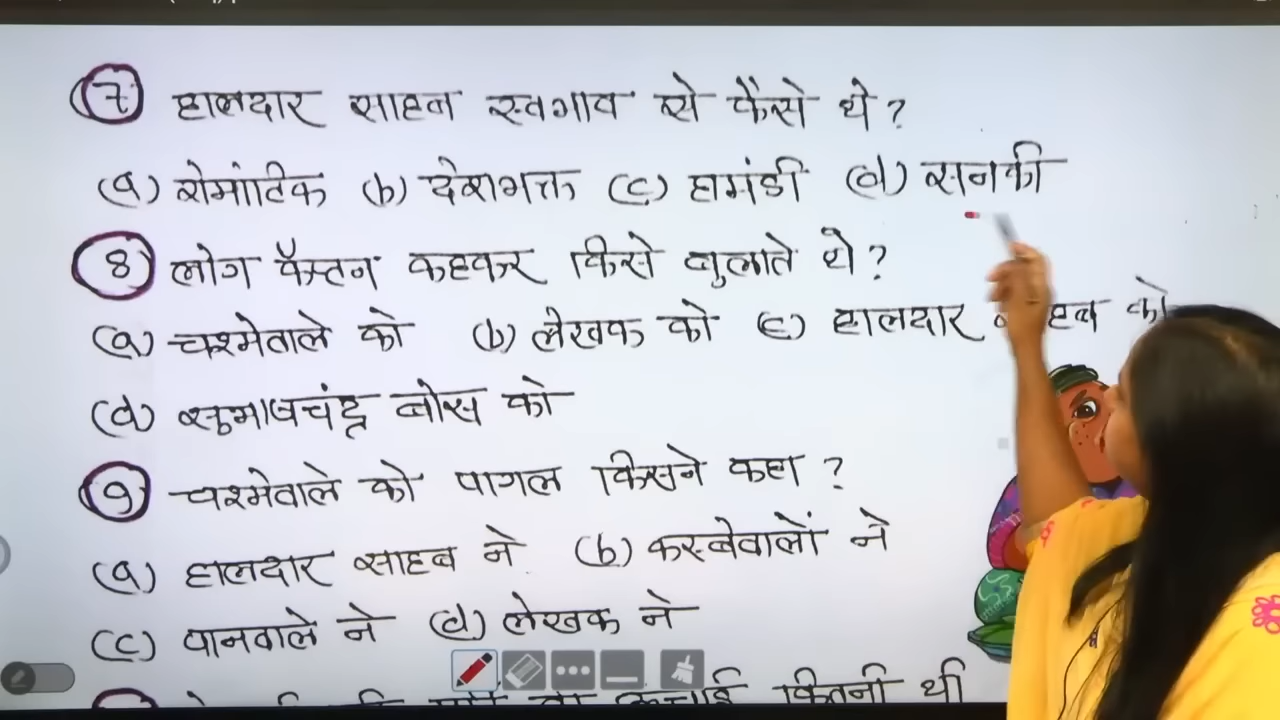 7 हालदार साहब स्वभाव से कैसे थे?
(a) रोमांटिक (b) देशभक्त (c) घमंडी (d) सनकी
8 लोग कैप्टन कहकर किसे बुलाते थे?
(a) चश्मेवाले को (b) लेखक को (c) हालदार को
(d) सुभाषचंद्र बोस को
9 चश्मेवाले को पागल किसने कहा ?
(a) हालदार साहब ने (b) कस्बेवालों ने
(c) पानवाले ने (d) लेखक ने
ऊँचाई कितनी थी